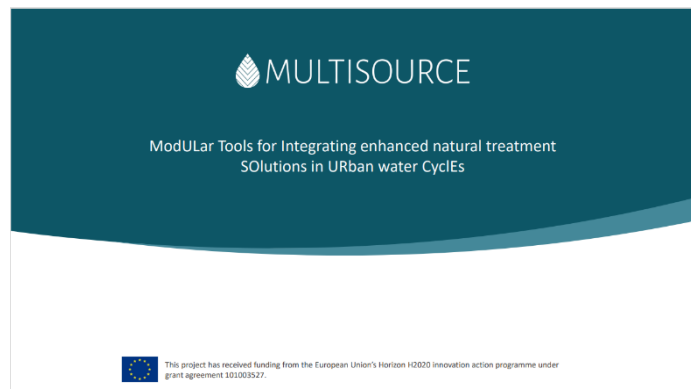 MULTISOURCE
ModULar Tools for Integrating enhanced natural treatment
SOlutions in URban water CyclEs
This project has received funding from the European Union's Horizon H2020 innovation action programme under
grant agreement 101003527.